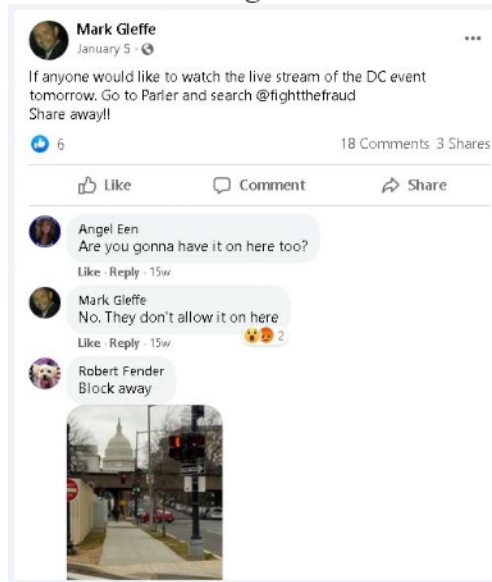 Mark Gleffe
January 5 ·
If anyone would like to watch the live stream of the DC event
tomorrow. Go to Parler and search @fightthefraud
Share away!!
6
18 Comments 3 Shares
Like
Comment
Share
Angel Een
Are you gonna have it on here too?
Like · Reply · 15w
Mark Gleffe
No. They don't allow it on here
2
Like · Reply · 15w
Robert Fender
Block away